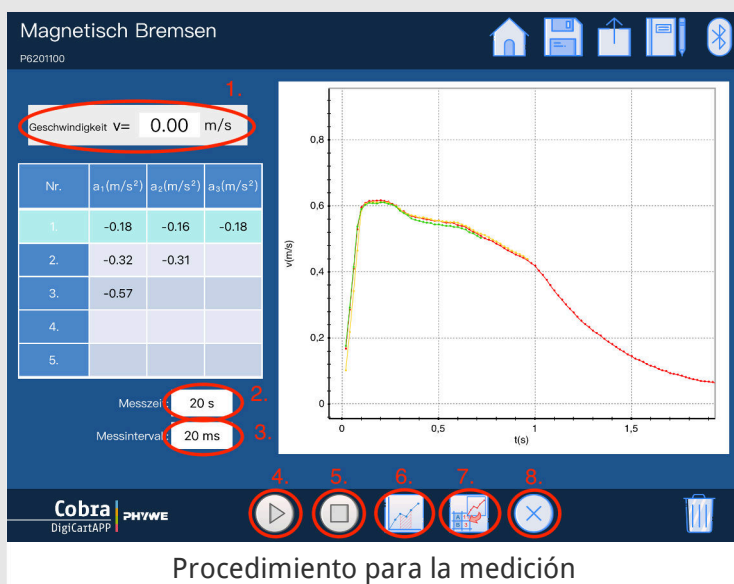 Magnetisch Bremsen
P6201100
1.
Geschwindigkeit v= 0.00 m/s
Nr. a₁(m/s²) a₂(m/s²) a₃(m/s²)
1. -0.18 -0.16 -0.18
2. -0.32 -0.31
3. -0.57
4.
5.
Messzeit: 20 s 2.
Messinterval: 20 ms 3.
v(m/s)
0,8
0,6
0,4
0,2
0
0 0,5 1 1,5
t(s)
4. 5. 6. 7. 8.
Cobra PHYWE
DigiCartAPP
Procedimiento para la medición